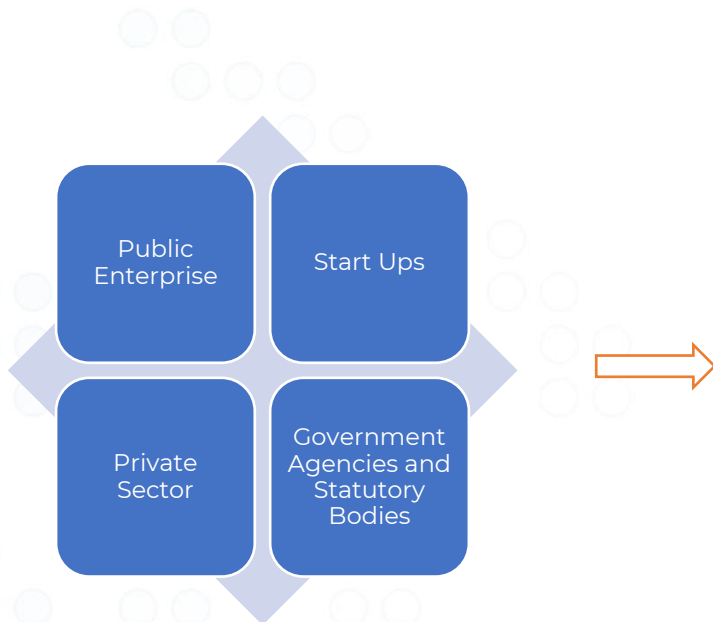 Public
Enterprise
Start Ups
Private
Sector
Government
Agencies and
Statutory
Bodies